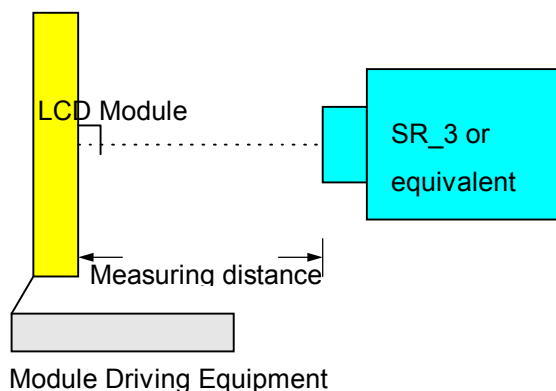 LCD Module
SR_3 or
equivalent
Measuring distance
Module Driving Equipment